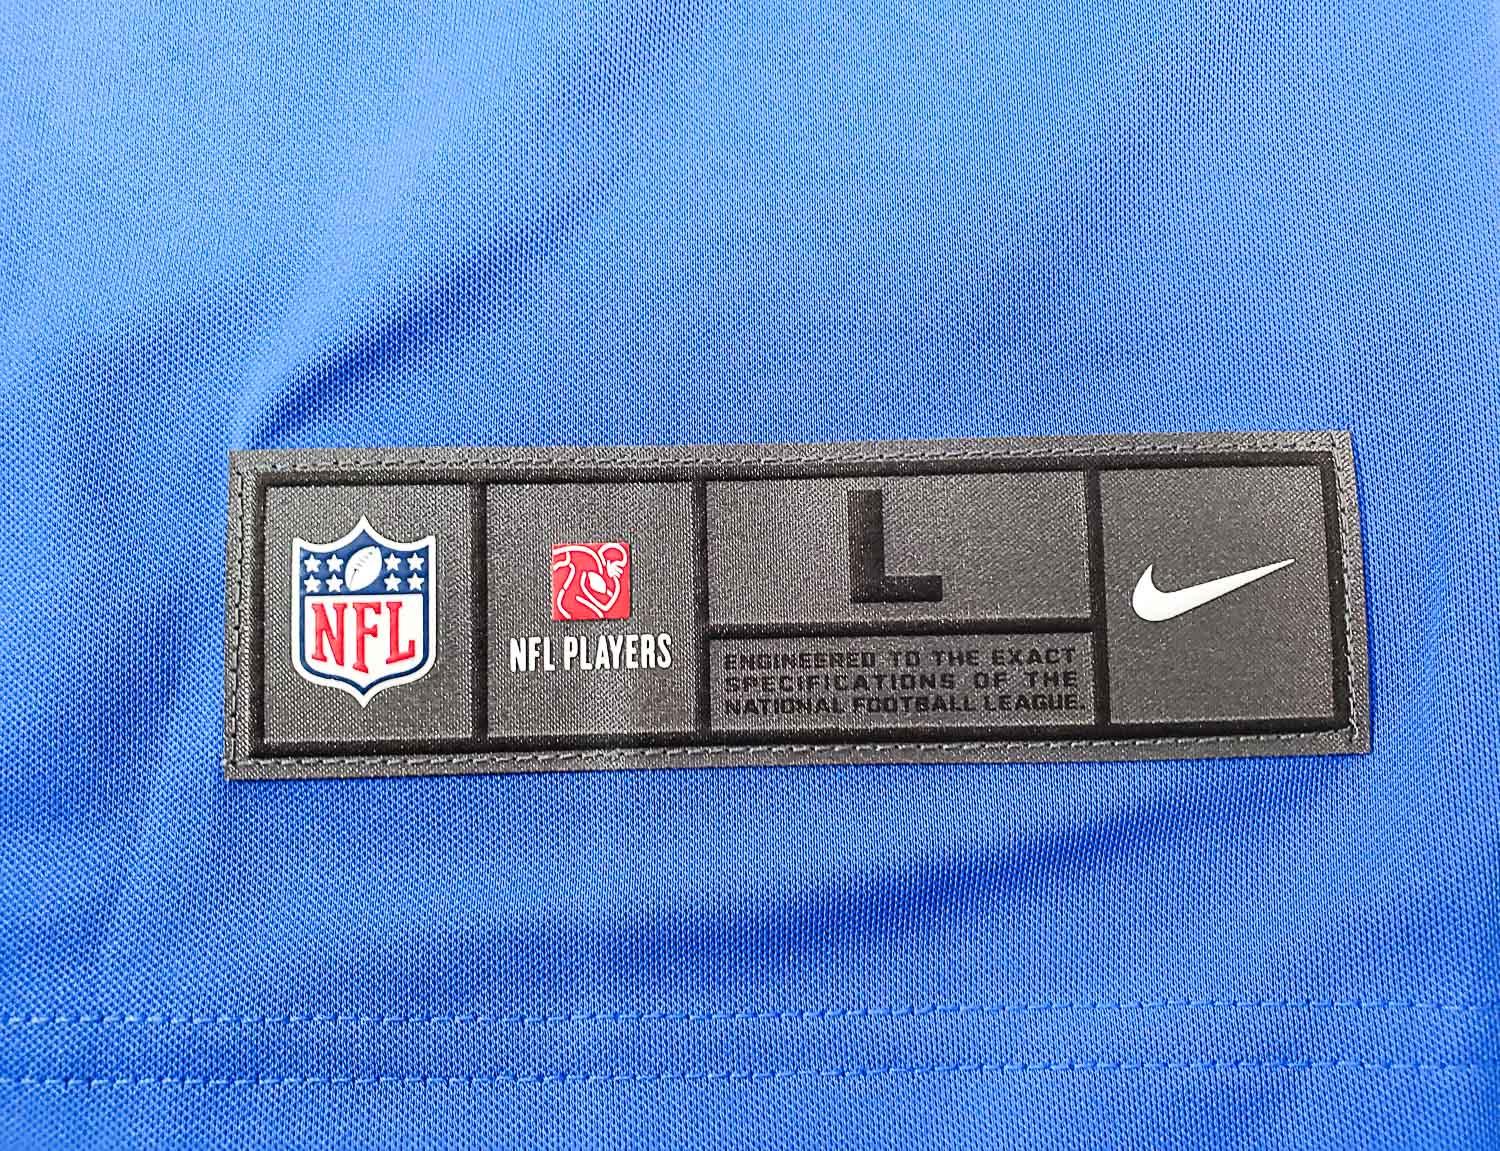 NFL
NFL PLAYERS
L
ENGINEERED TO THE EXACT
SPECIFICATIONS OF THE
NATIONAL FOOTBALL LEAGUE.